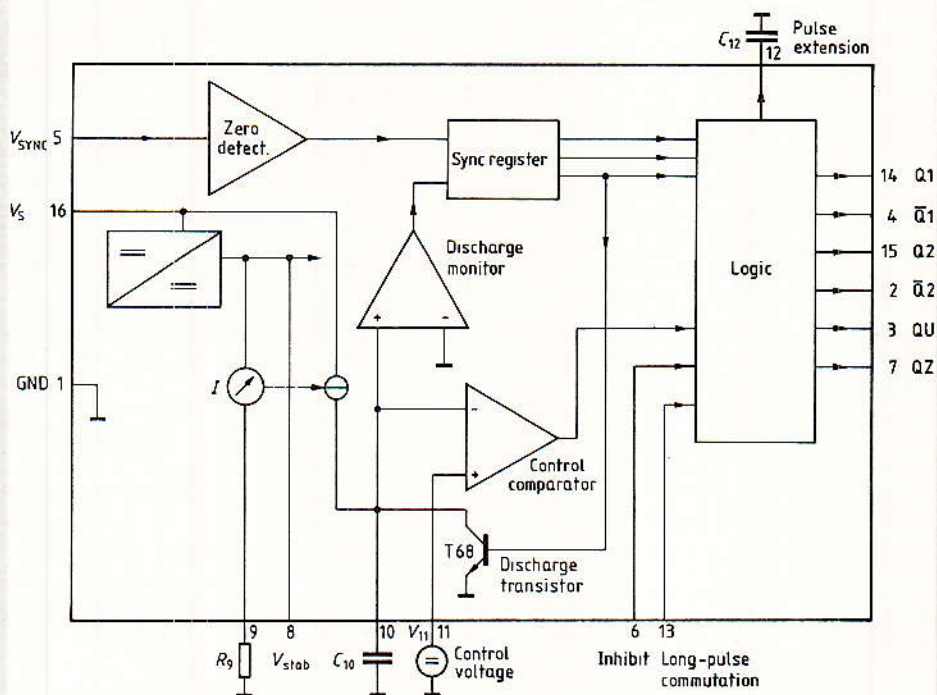 C12
12
Pulse
extension
VSYNC 5
Zero
detect.
Sync register
VS 16
Discharge
monitor
+ -
Logic
14 Q1
4 Q̅1
15 Q2
2 Q̅2
3 QU
7 QZ
GND 1
I
-
+
Control
comparator
T68
Discharge
transistor
9 8 10 V11 11 6 13
R9 Vstab C10
Control
voltage
Inhibit
Long-pulse
commutation